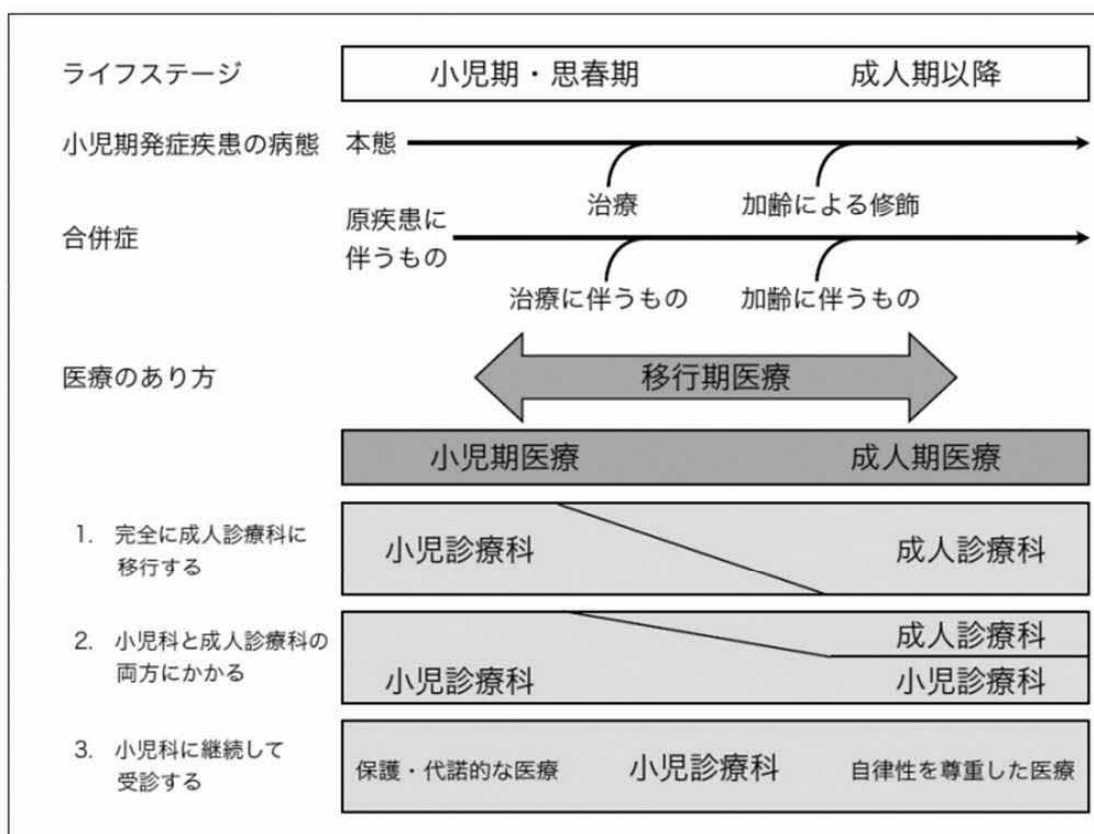 ライフステージ
小児期・思春期 成人期以降
小児期発症疾患の病態
本態
治療
加齢による修飾
合併症
原疾患に
伴うもの
治療に伴うもの
加齢に伴うもの
医療のあり方
移行期医療
小児期医療 成人期医療
1. 完全に成人診療科に
移行する
小児診療科
成人診療科
2. 小児科と成人診療科の
両方にかかる
小児診療科
成人診療科
小児診療科
3. 小児科に継続して
受診する
保護・代諾的な医療 小児診療科 自律性を尊重した医療